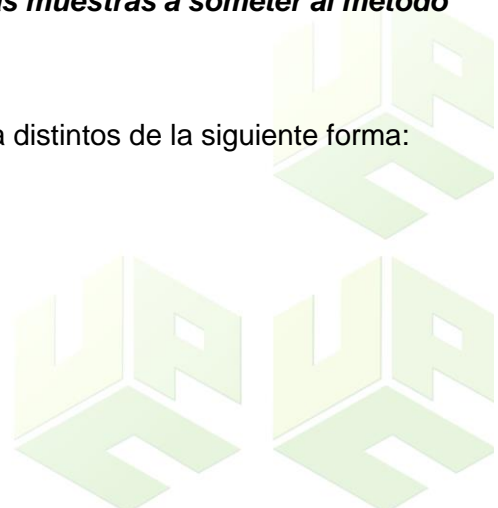 s muestras a someter al método
a distintos de la siguiente forma: